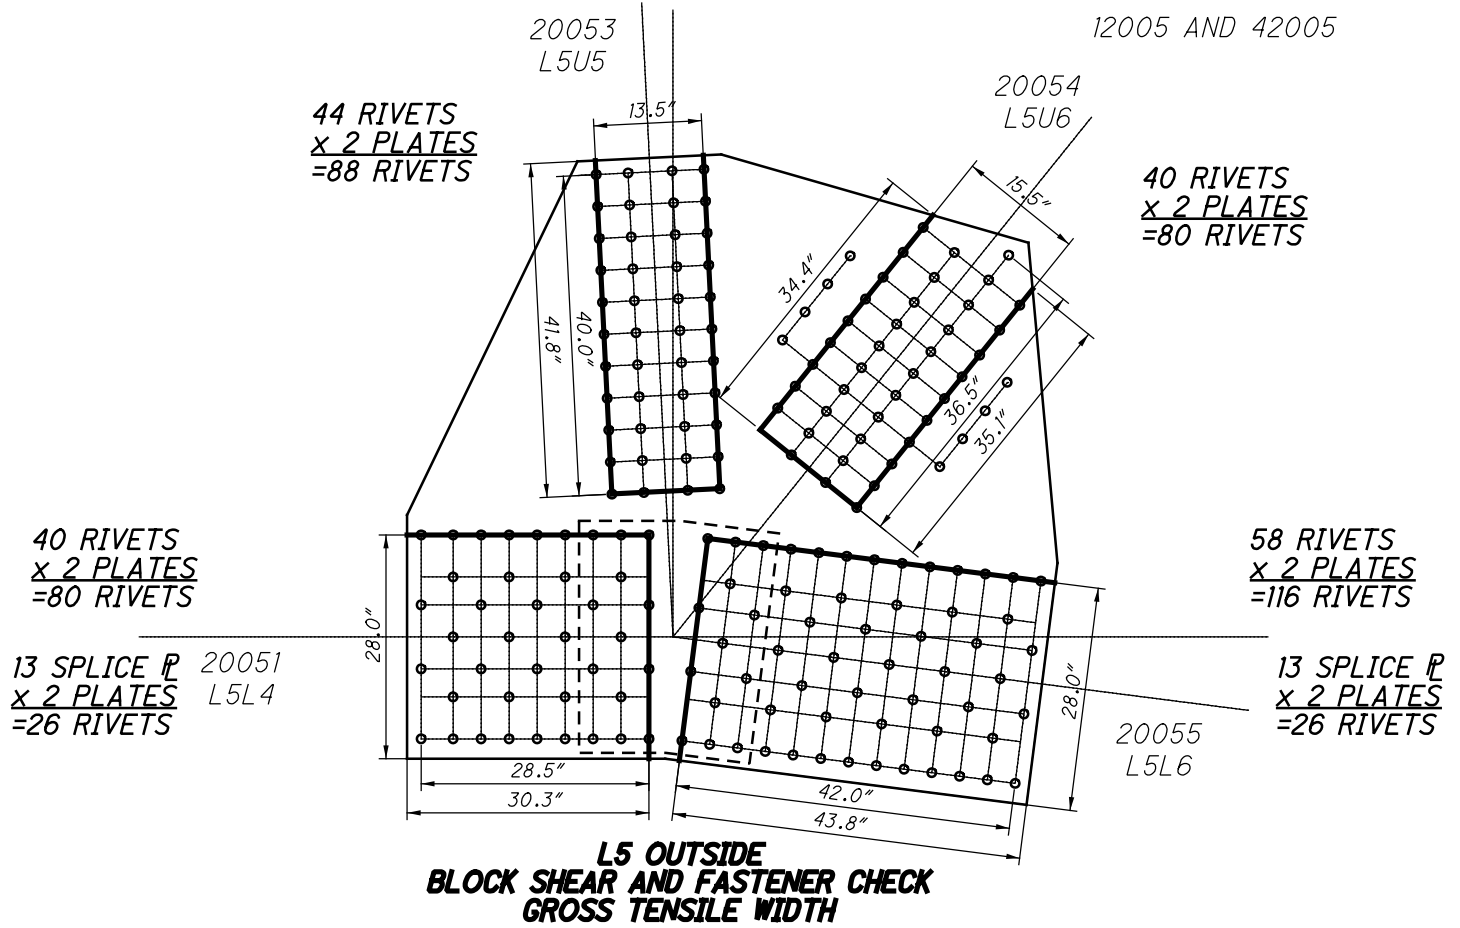 20053
L5U5
12005 AND 42005
20054
L5U6
44 RIVETS
x 2 PLATES
=88 RIVETS
13.5"
15.5"
40 RIVETS
x 2 PLATES
=80 RIVETS
34.4"
41.8"
40.0"
36.5"
35.1"
40 RIVETS
x 2 PLATES
=80 RIVETS
58 RIVETS
x 2 PLATES
=116 RIVETS
28.0"
13 SPLICE PL
x 2 PLATES
=26 RIVETS
20051
L5L4
28.0"
13 SPLICE PL
x 2 PLATES
=26 RIVETS
20055
L5L6
28.5"
30.3"
42.0"
43.8"
L5 OUTSIDE
BLOCK SHEAR AND FASTENER CHECK
GROSS TENSILE WIDTH